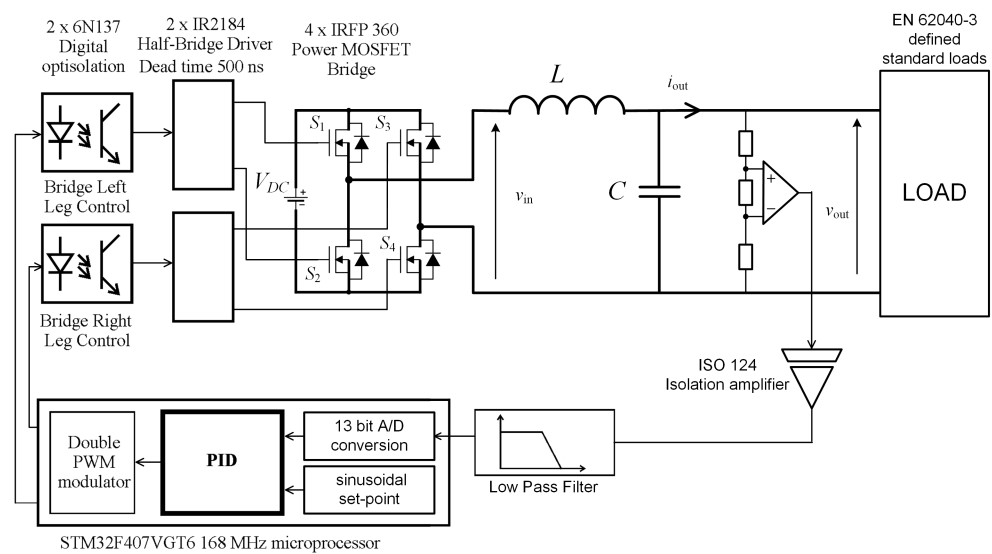 2 x 6N137
Digital
optisolation
2 x IR2184
Half-Bridge Driver
Dead time 500 ns
4 x IRFP 360
Power MOSFET
Bridge
EN 62040-3
defined
standard loads
L
iout
S1
S3
VDC
vin
C
vout
LOAD
Bridge Left
Leg Control
S2
S4
Bridge Right
Leg Control
ISO 124
Isolation amplifier
Double
PWM
modulator
PID
13 bit A/D
conversion
sinusoidal
set-point
Low Pass Filter
STM32F407VGT6 168 MHz microprocessor